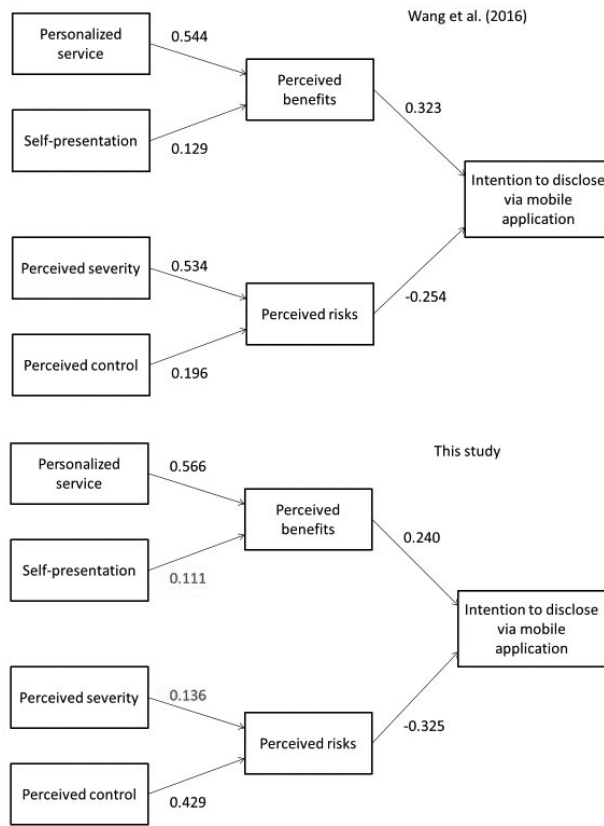 Wang et al. (2016)
Personalized
service
0.544
Perceived
benefits
Self-presentation
0.129
0.323
Intention to disclose
via mobile
application
Perceived severity
0.534
Perceived risks
-0.254
Perceived control
0.196
This study
Personalized
service
0.566
Perceived
benefits
Self-presentation
0.111
0.240
Intention to disclose
via mobile
application
Perceived severity
0.136
Perceived risks
-0.325
Perceived control
0.429